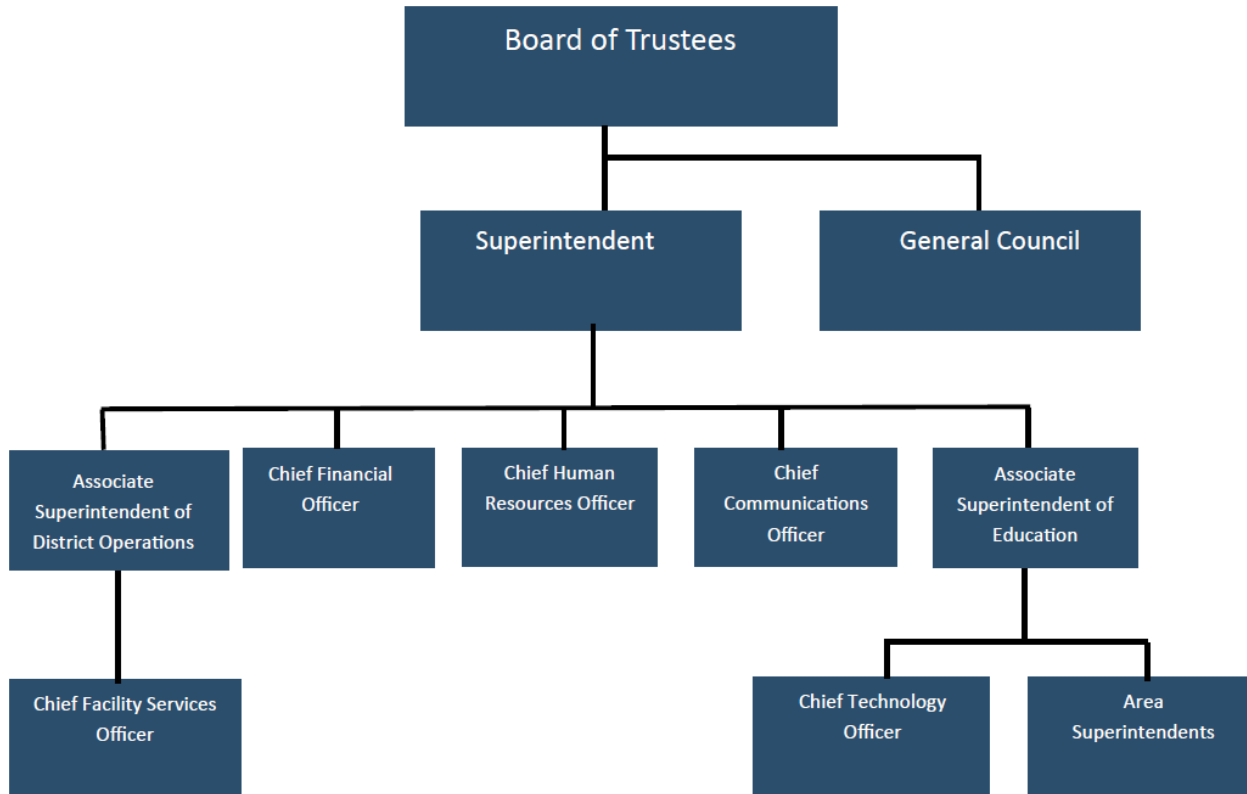 Board of Trustees
Superintendent
General Council
Associate
Superintendent of
District Operations
Chief Financial
Officer
Chief Human
Resources Officer
Chief
Communications
Officer
Associate
Superintendent of
Education
Chief Facility Services
Officer
Chief Technology
Officer
Area
Superintendents